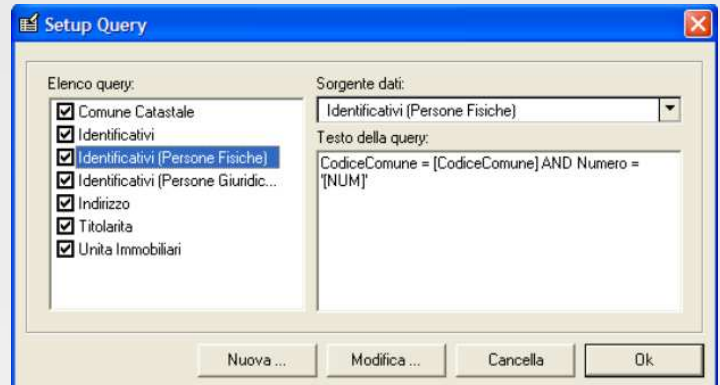 Setup Query
Elenco query:
Comune Catastale
Identificativi
Identificativi (Persone Fisiche)
Identificativi (Persone Giuridic...
Indirizzo
Titolarita
Unita Immobiliari
Sorgente dati:
Identificativi (Persone Fisiche)
Testo della query:
CodiceComune = [CodiceComune] AND Numero =
'[NUM]'
Nuova ...
Modifica ...
Cancella
Ok